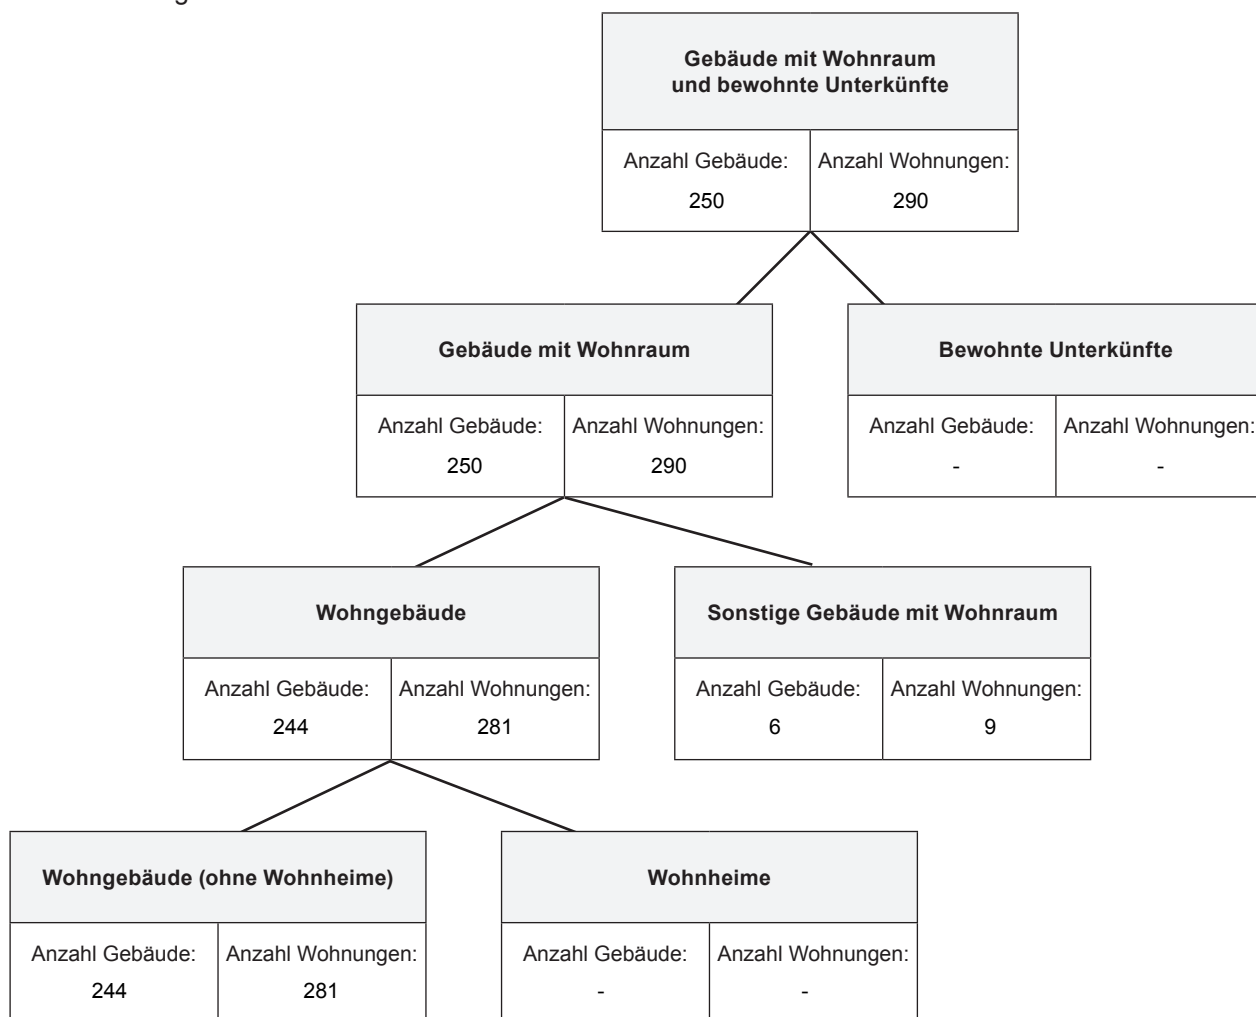 Gebäude mit Wohnraum
und bewohnte Unterkünfte
Anzahl Gebäude: Anzahl Wohnungen:
250 290
Gebäude mit Wohnraum
Anzahl Gebäude: Anzahl Wohnungen:
250 290
Bewohnte Unterkünfte
Anzahl Gebäude: Anzahl Wohnungen:
- -
Wohngebäude
Anzahl Gebäude: Anzahl Wohnungen:
244 281
Sonstige Gebäude mit Wohnraum
Anzahl Gebäude: Anzahl Wohnungen:
6 9
Wohngebäude (ohne Wohnheime)
Anzahl Gebäude: Anzahl Wohnungen:
244 281
Wohnheime
Anzahl Gebäude: Anzahl Wohnungen:
- -